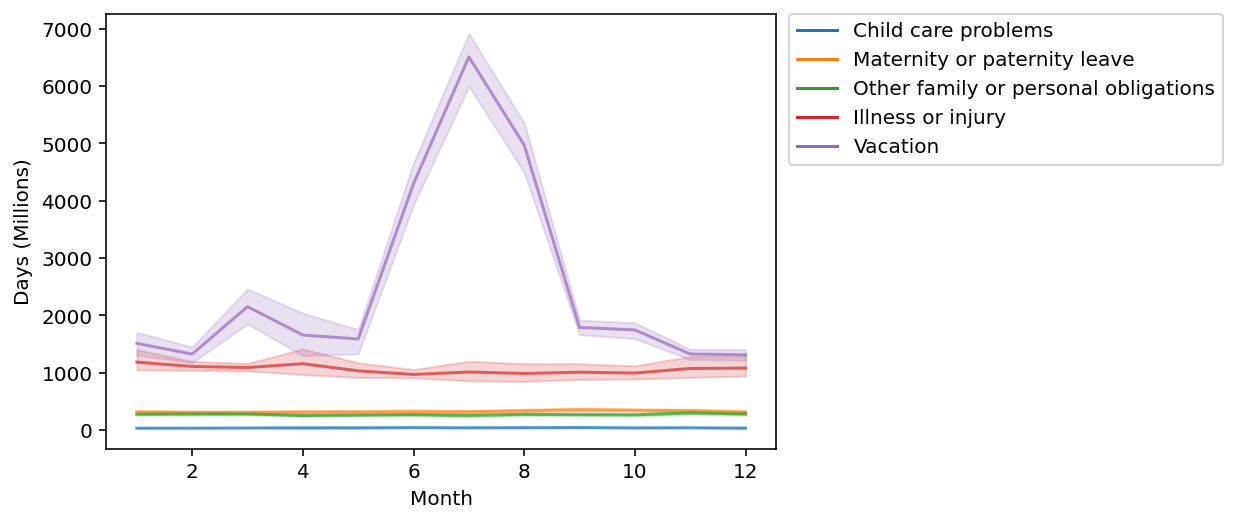 7000
6000
5000
4000
3000
2000
1000
0
Days (Millions)
2
4
6
8
10
12
Month
Child care problems
Maternity or paternity leave
Other family or personal obligations
Illness or injury
Vacation